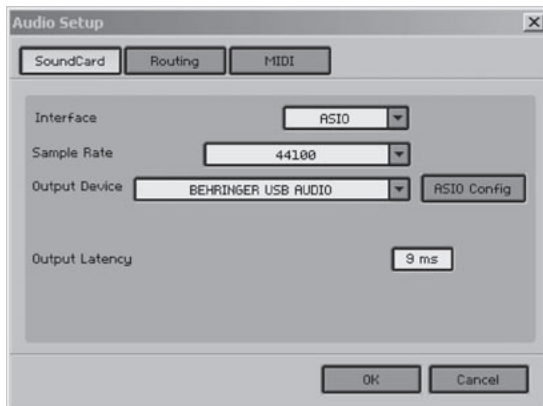 Audio Setup
SoundCard Routing MIDI
Interface ASIO
Sample Rate 44100
Output Device BEHRINGER USB AUDIO ASIO Config
Output Latency 9 ms
OK Cancel